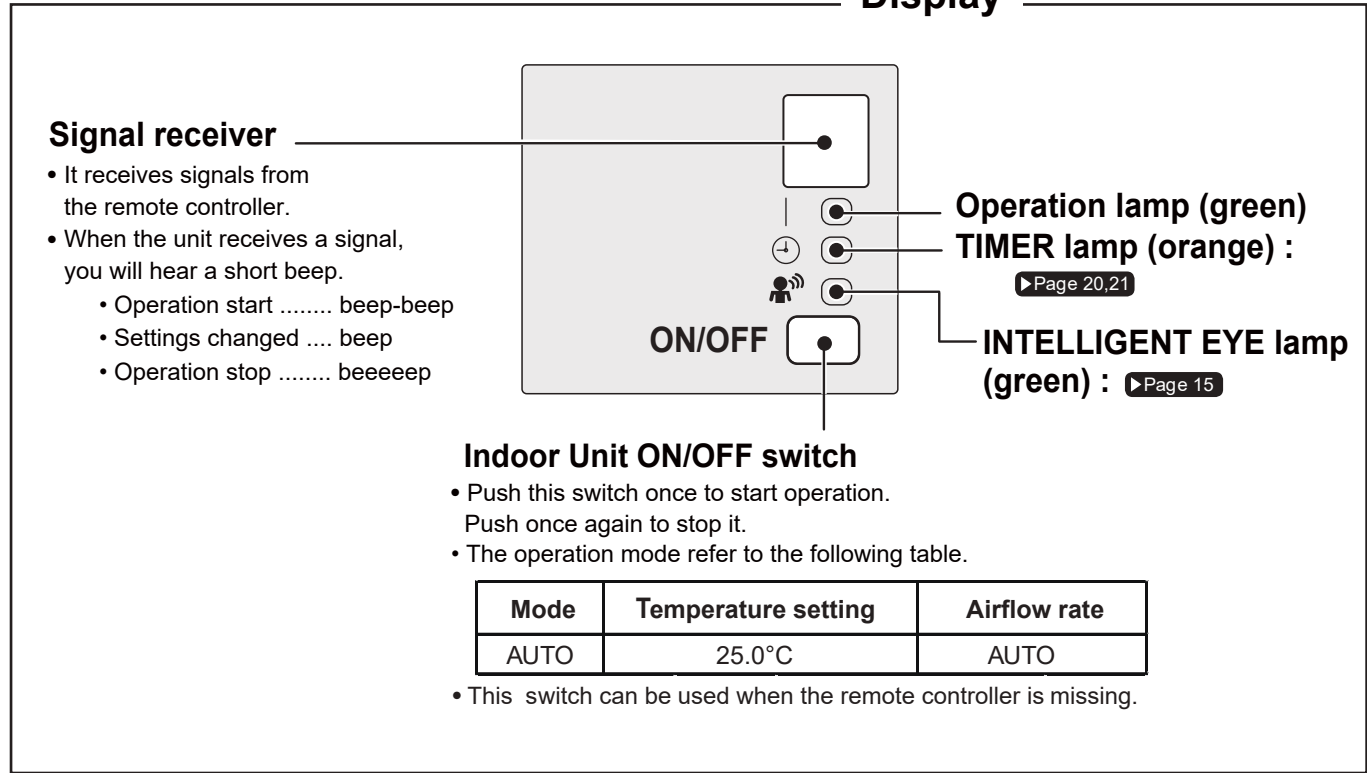 Display
Signal receiver
• It receives signals from
the remote controller.
• When the unit receives a signal,
you will hear a short beep.
• Operation start ........ beep-beep
• Settings changed .... beep
• Operation stop ........ beeeeep
ON/OFF
Operation lamp (green)
TIMER lamp (orange) :
▶Page 20,21
INTELLIGENT EYE lamp
(green) : ▶Page 15
Indoor Unit ON/OFF switch
• Push this switch once to start operation.
Push once again to stop it.
• The operation mode refer to the following table.
Mode Temperature setting Airflow rate
AUTO 25.0°C AUTO
• This switch can be used when the remote controller is missing.